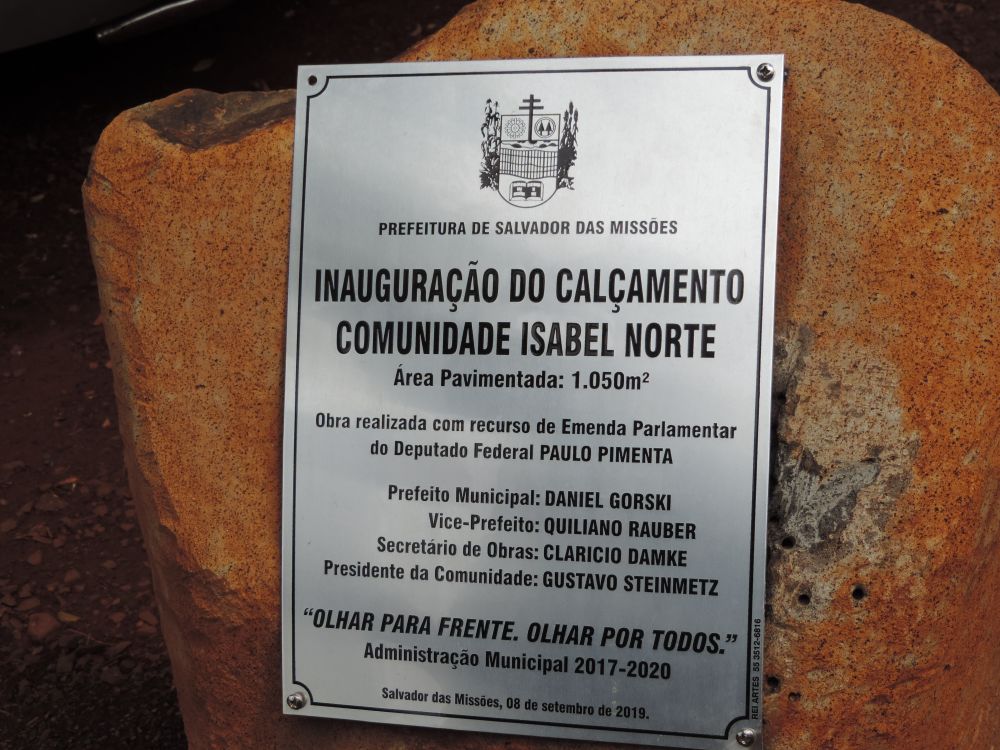 PREFEITURA DE SALVADOR DAS MISSÕES
INAUGURAÇÃO DO CALÇAMENTO
COMUNIDADE ISABEL NORTE
Área Pavimentada: 1.050m²
Obra realizada com recurso de Emenda Parlamentar
do Deputado Federal PAULO PIMENTA
Prefeito Municipal: DANIEL GORSKI
Vice-Prefeito: QUILIANO RAUBER
Secretário de Obras: CLARICIO DAMKE
Presidente da Comunidade: GUSTAVO STEINMETZ
“OLHAR PARA FRENTE. OLHAR POR TODOS.”
Administração Municipal 2017-2020
Salvador das Missões, 08 de setembro de 2019.
REI ARTES 55 3512-6816